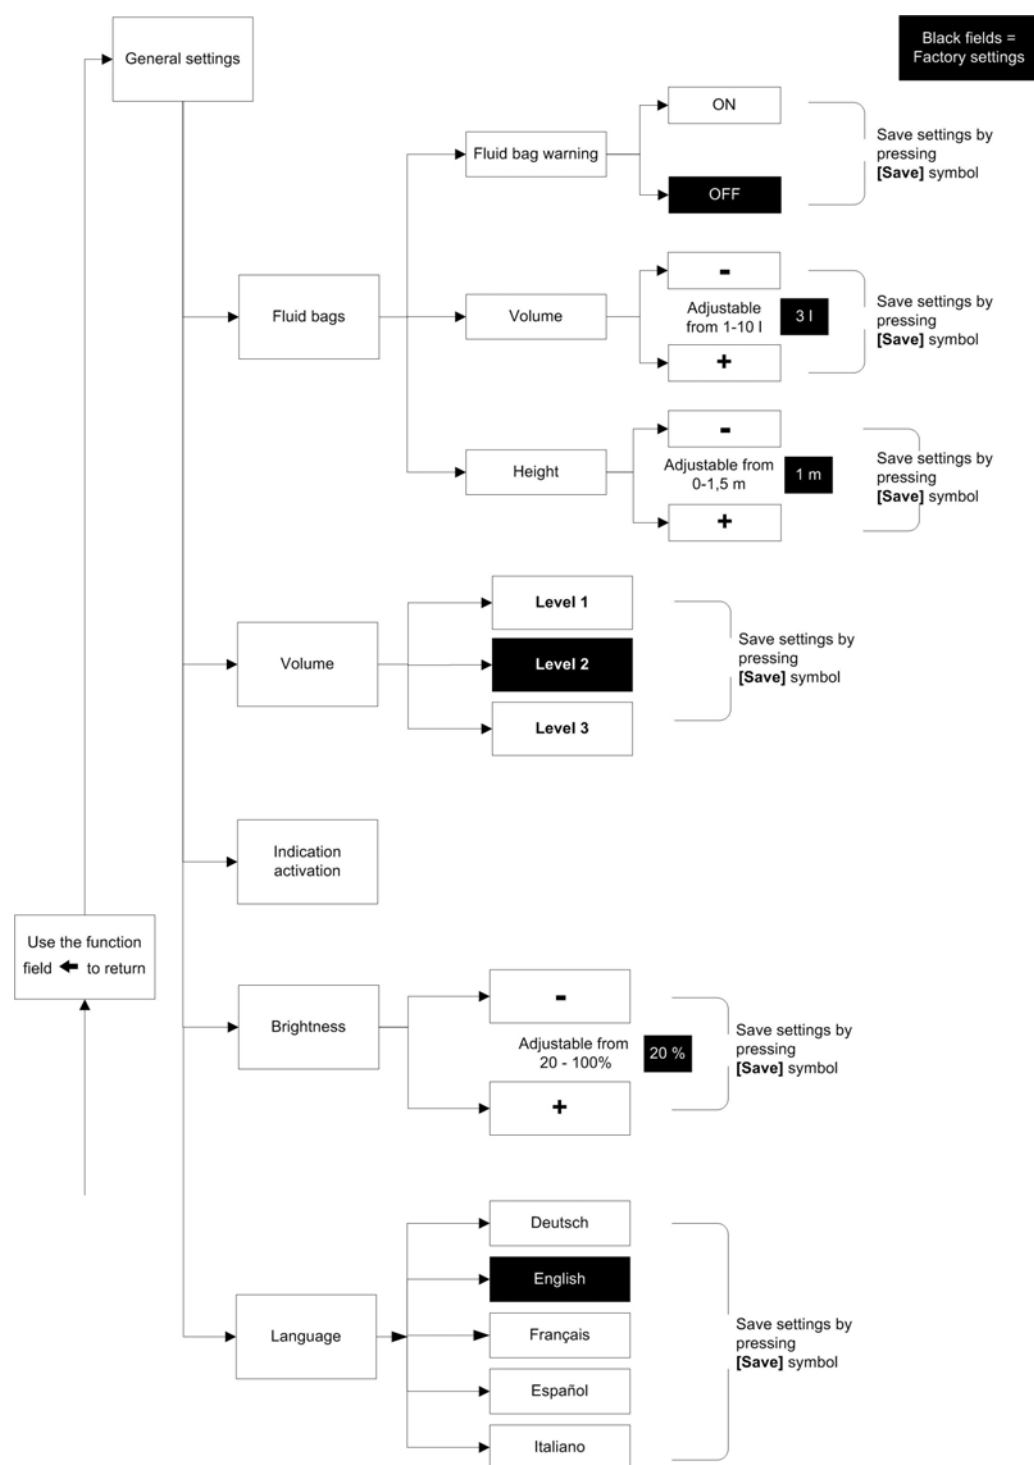 General settings
Black fields =
Factory settings
ON
Fluid bag warning
OFF
Save settings by
pressing
[Save] symbol
Fluid bags
Volume
-
Adjustable
from 1-10 l
3 l
+
Save settings by
pressing
[Save] symbol
Height
-
Adjustable from
0-1,5 m
1 m
+
Save settings by
pressing
[Save] symbol
Volume
Level 1
Level 2
Level 3
Save settings by
pressing
[Save] symbol
Indication
activation
Use the function
field ← to return
Brightness
-
Adjustable from
20 - 100%
20 %
+
Save settings by
pressing
[Save] symbol
Language
Deutsch
English
Français
Español
Italiano
Save settings by
pressing
[Save] symbol